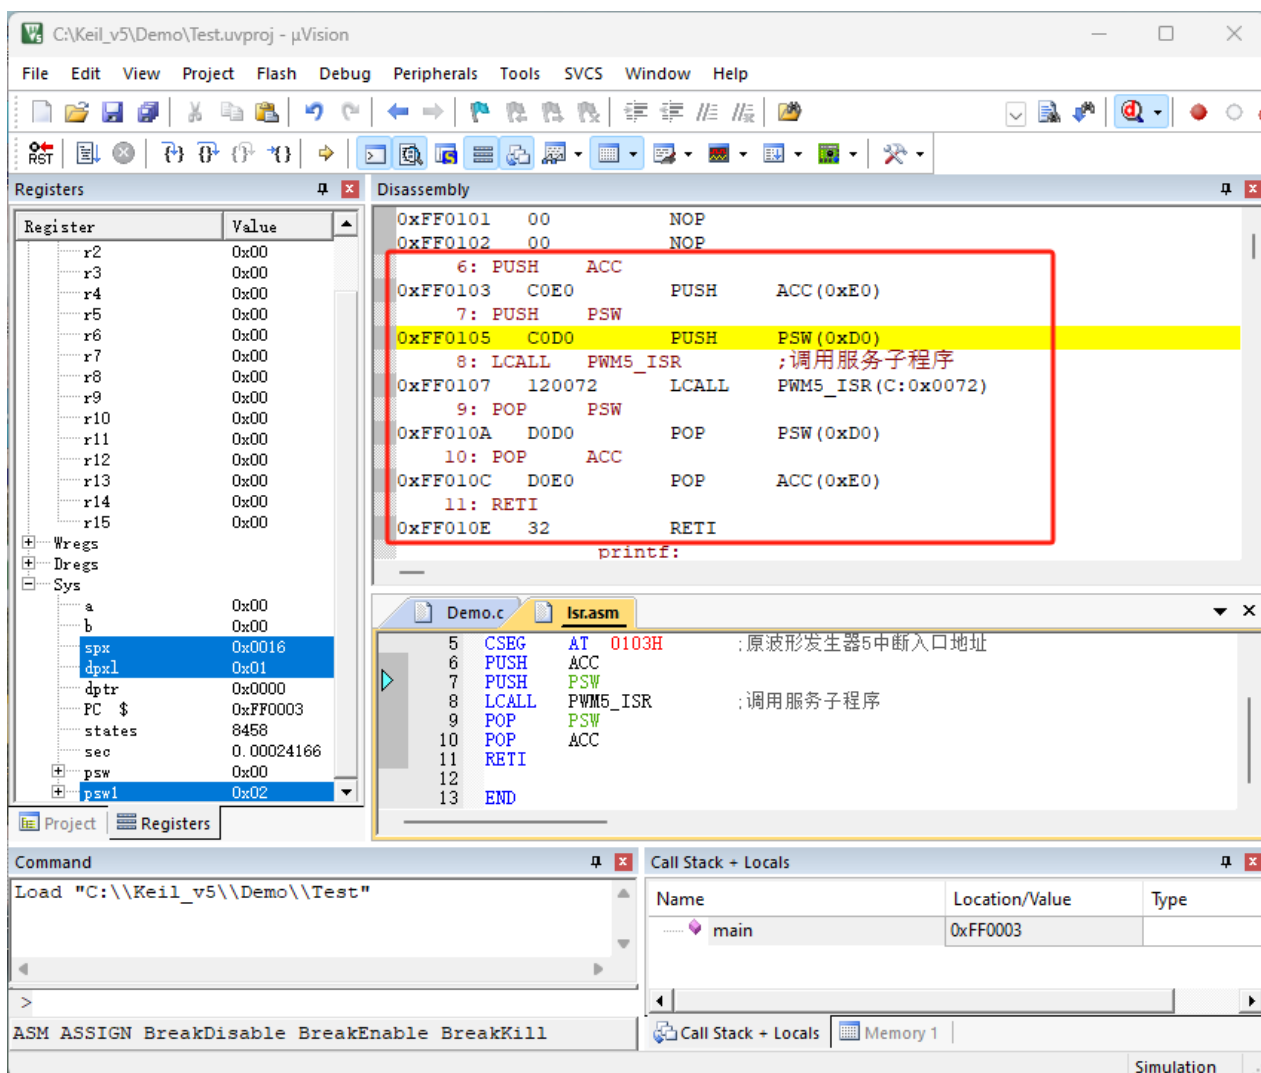 C:\Keil_v5\Demo\Test.uvproj - µVision
File Edit View Project Flash Debug Peripherals Tools SVCS Window Help
RST
Registers
Register Value
r2 0x00
r3 0x00
r4 0x00
r5 0x00
r6 0x00
r7 0x00
r8 0x00
r9 0x00
r10 0x00
r11 0x00
r12 0x00
r13 0x00
r14 0x00
r15 0x00
Wregs
Dregs
Sys
a 0x00
b 0x00
spx 0x0016
dpxl 0x01
dptr 0x0000
PC $ 0xFF0003
states 8458
sec 0.00024166
psw 0x00
psw1 0x02
Project Registers
Disassembly
0xFF0101 00 NOP
0xFF0102 00 NOP
6: PUSH ACC
0xFF0103 C0E0 PUSH ACC(0xE0)
7: PUSH PSW
0xFF0105 C0D0 PUSH PSW(0xD0)
8: LCALL PWM5_ISR ;调用服务子程序
0xFF0107 120072 LCALL PWM5_ISR(C:0x0072)
9: POP PSW
0xFF010A D0D0 POP PSW(0xD0)
10: POP ACC
0xFF010C D0E0 POP ACC(0xE0)
11: RETI
0xFF010E 32 RETI
printf:
Demo.c Isr.asm
5 CSEG AT 0103H ;原波形发生器5中断入口地址
6 PUSH ACC
7 PUSH PSW
8 LCALL PWM5_ISR ;调用服务子程序
9 POP PSW
10 POP ACC
11 RETI
12
13 END
Command
Load "C:\\Keil_v5\\Demo\\Test"
>
ASM ASSIGN BreakDisable BreakEnable BreakKill
Call Stack + Locals
Name Location/Value Type
main 0xFF0003
Call Stack + Locals Memory 1
Simulation